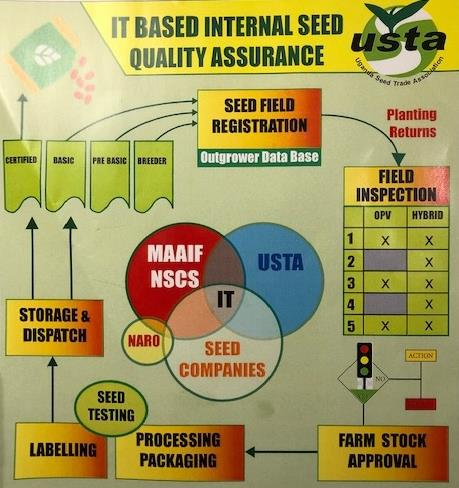 IT BASED INTERNAL SEED
QUALITY ASSURANCE
usta
Uganda Seed Trade Association
SEED FIELD
REGISTRATION
Outgrower Data Base
Planting
Returns
CERTIFIED
BASIC
PRE BASIC
BREEDER
FIELD
INSPECTION
OPV HYBRID
1 X X
2 X
3 X X
4 X
5 X X
MAAIF
NSCS
USTA
IT
NARO
SEED
COMPANIES
STORAGE &
DISPATCH
SEED
TESTING
LABELLING
PROCESSING
PACKAGING
ACTION
NO
FARM STOCK
APPROVAL